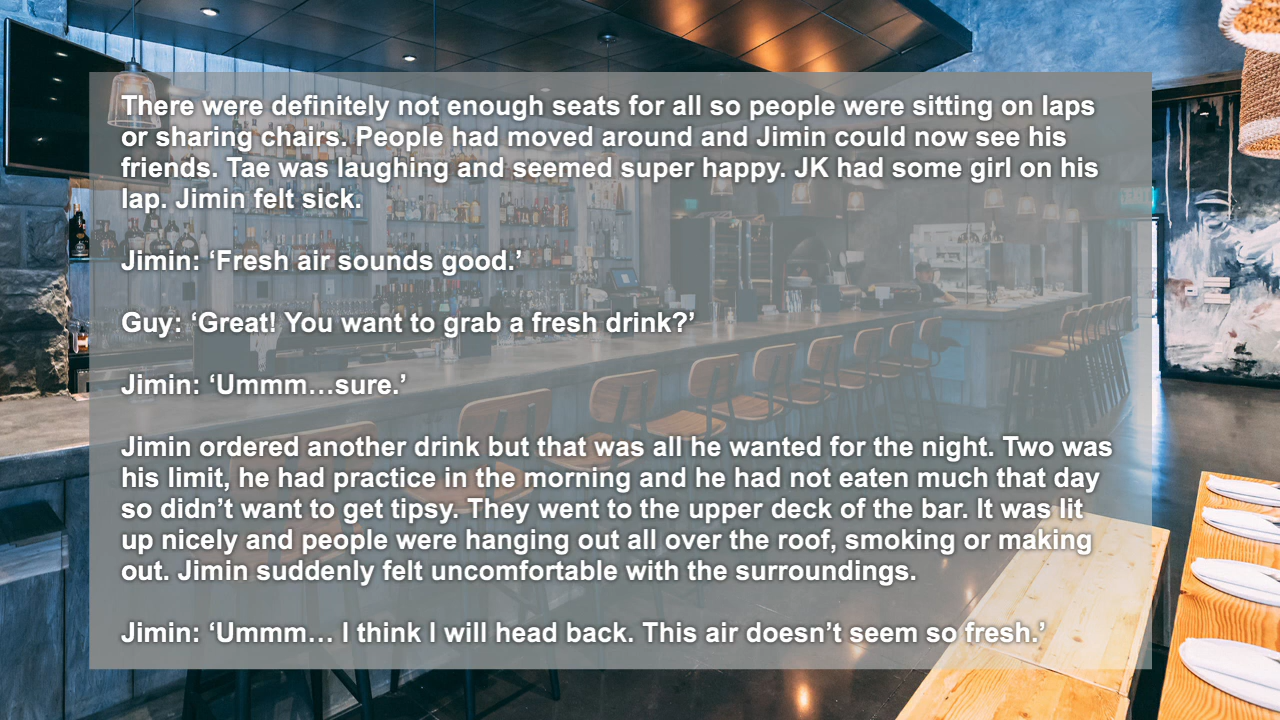 There were definitely not enough seats for all so people were sitting on laps
or sharing chairs. People had moved around and Jimin could now see his
friends. Tae was laughing and seemed super happy. JK had some girl on his
lap. Jimin felt sick.
Jimin: ‘Fresh air sounds good.’
Guy: ‘Great! You want to grab a fresh drink?’
Jimin: ‘Ummm…sure.’
Jimin ordered another drink but that was all he wanted for the night. Two was
his limit, he had practice in the morning and he had not eaten much that day
so didn’t want to get tipsy. They went to the upper deck of the bar. It was lit
up nicely and people were hanging out all over the roof, smoking or making
out. Jimin suddenly felt uncomfortable with the surroundings.
Jimin: ‘Ummm… I think I will head back. This air doesn’t seem so fresh.’